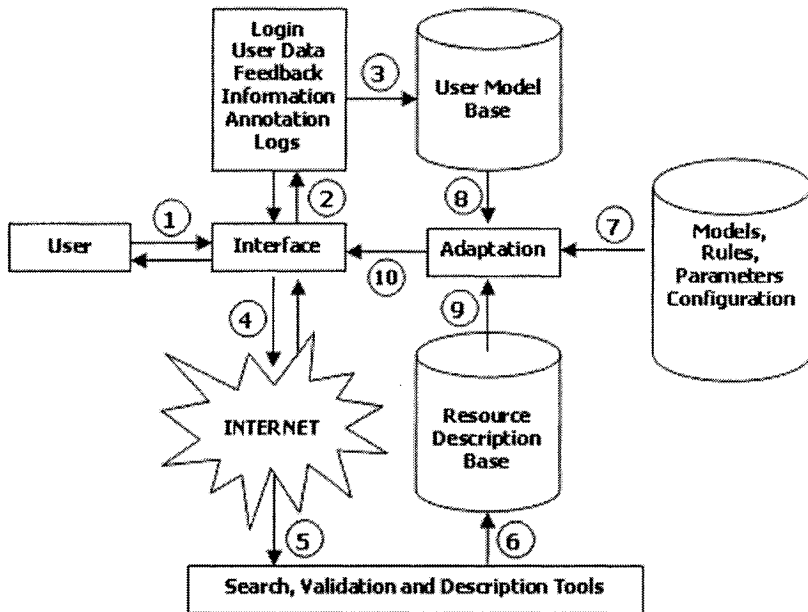 Login
User Data
Feedback
Information
Annotation
Logs
3
User Model
Base
1
2
8
7
User
Interface
10
Adaptation
Models,
Rules,
Parameters
Configuration
4
9
INTERNET
Resource
Description
Base
5
6
Search, Validation and Description Tools